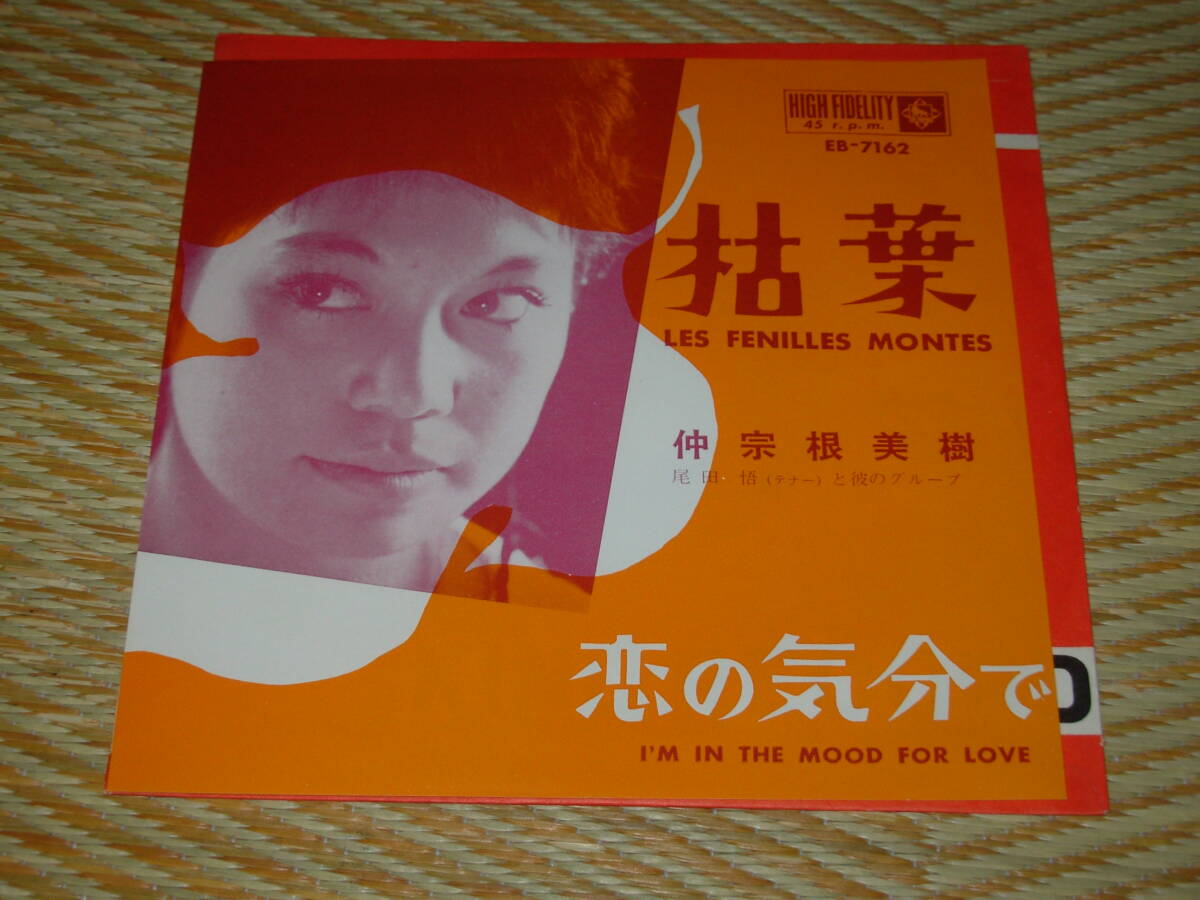 HIGH FIDELITY
45 r.p.m.
EB-7162
枯葉
LES FENILLES MONTES
仲宗根美樹
尾田 悟(テナー)と彼のグループ
恋の気分で
I'M IN THE MOOD FOR LOVE